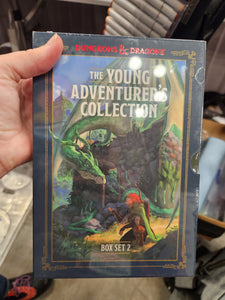 DUNGEONS & DRAGONS
THE YOUNG
ADVENTURER'S
COLLECTION
BOX SET 2